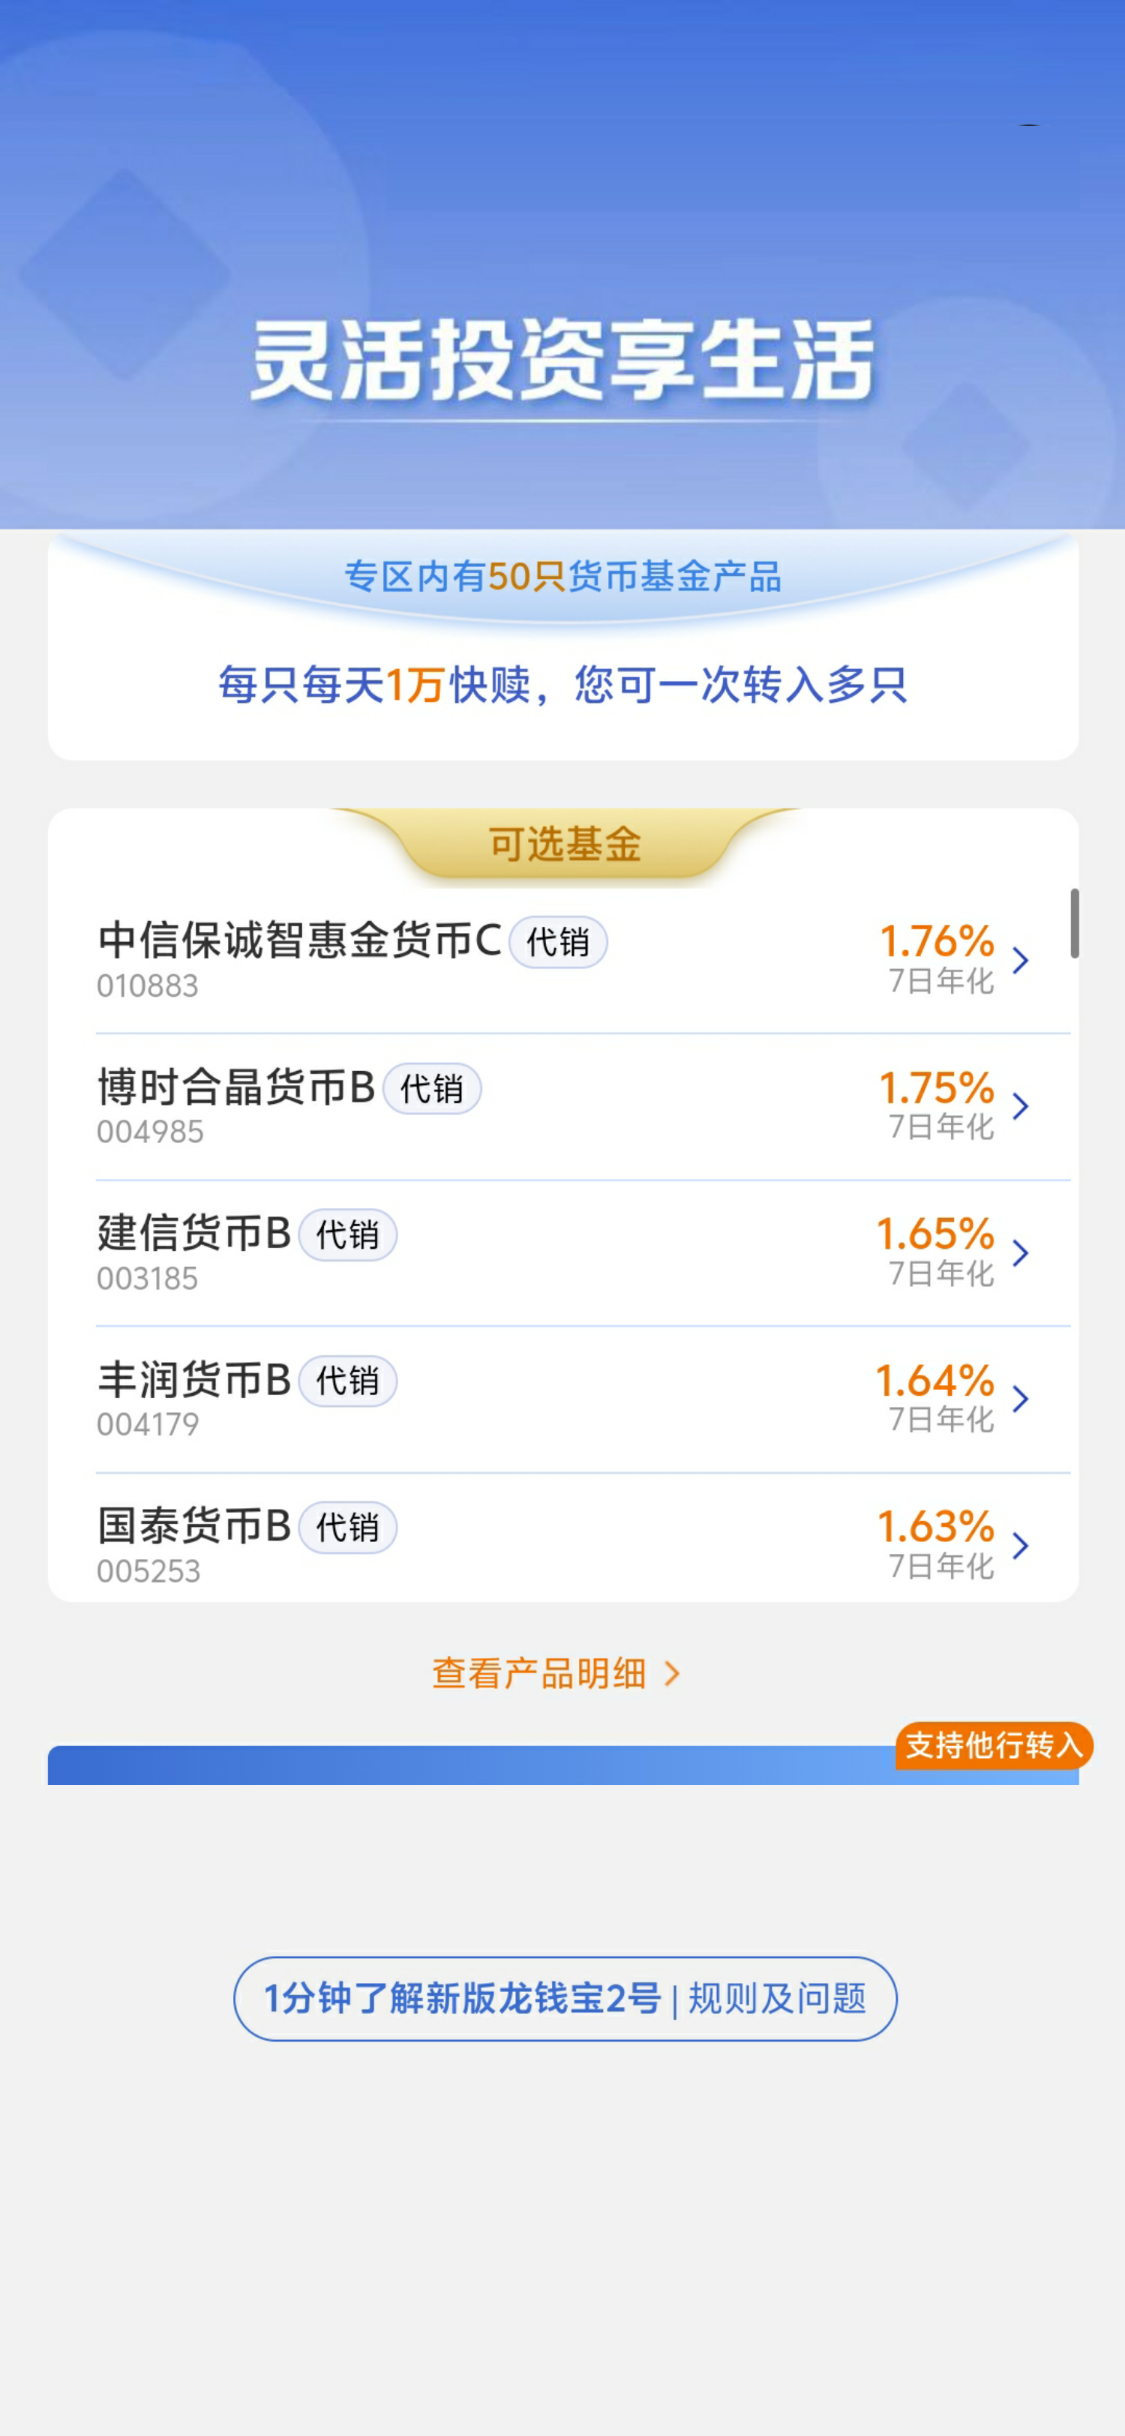 灵活投资享生活
专区内有50只货币基金产品
每只每天1万快赎，您可一次转入多只
可选基金
中信保诚智惠金货币C 代销 1.76%
010883 7日年化
博时合晶货币B 代销 1.75%
004985 7日年化
建信货币B 代销 1.65%
003185 7日年化
丰润货币B 代销 1.64%
004179 7日年化
国泰货币B 代销 1.63%
005253 7日年化
查看产品明细
支持他行转入
1分钟了解新版龙钱宝2号 | 规则及问题